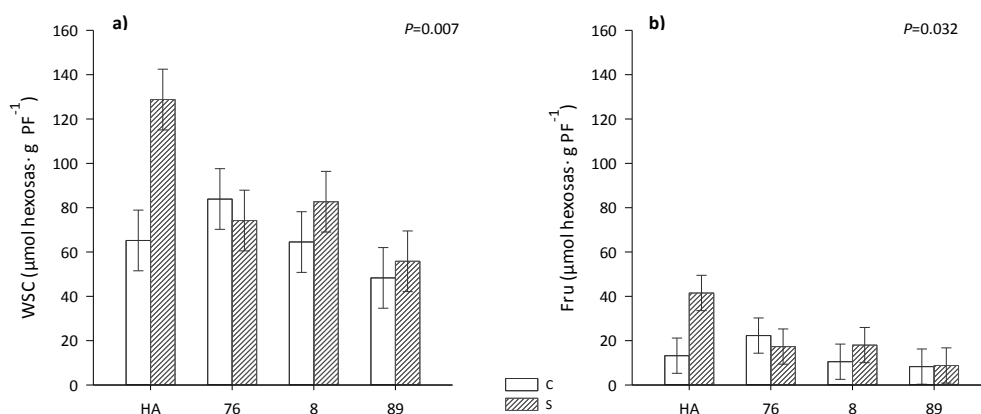 a)
P=0.007
WSC (µmol hexosas· g PF⁻¹)
160
140
120
100
80
60
40
20
0
HA 76 8 89
C
S
b)
P=0.032
Fru (µmol hexosas· g PF⁻¹)
160
140
120
100
80
60
40
20
0
HA 76 8 89